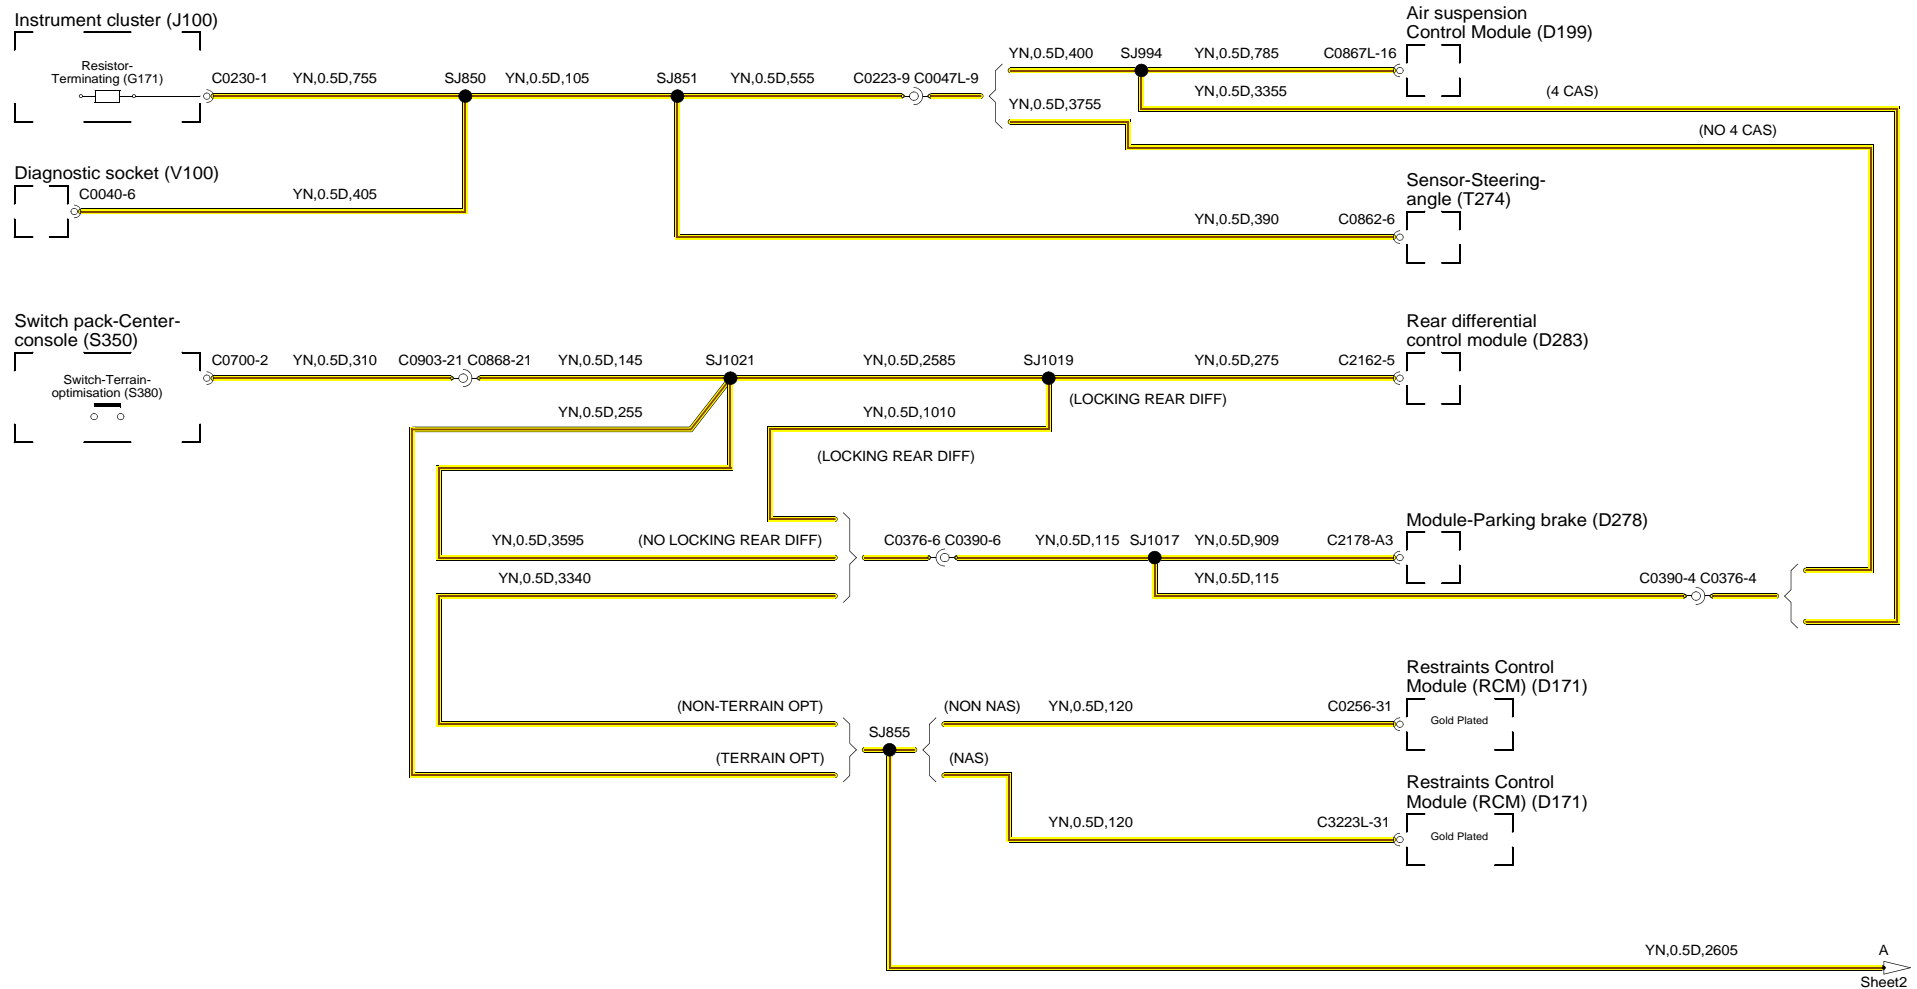 Instrument cluster (J100)
Resistor-
Terminating (G171)
C0230-1
YN,0.5D,755
SJ850
YN,0.5D,105
SJ851
YN,0.5D,555
C0223-9 C0047L-9
YN,0.5D,400
SJ994
YN,0.5D,785
C0867L-16
Air suspension
Control Module (D199)
YN,0.5D,3755
YN,0.5D,3355
(4 CAS)
(NO 4 CAS)
Diagnostic socket (V100)
C0040-6
YN,0.5D,405
Sensor-Steering-
angle (T274)
YN,0.5D,390
C0862-6
Switch pack-Center-
console (S350)
Switch-Terrain-
optimisation (S380)
C0700-2
YN,0.5D,310
C0903-21 C0868-21
YN,0.5D,145
SJ1021
YN,0.5D,2585
SJ1019
YN,0.5D,275
C2162-5
Rear differential
control module (D283)
(LOCKING REAR DIFF)
YN,0.5D,255
YN,0.5D,1010
(LOCKING REAR DIFF)
YN,0.5D,3595
(NO LOCKING REAR DIFF)
C0376-6 C0390-6
YN,0.5D,115
SJ1017
YN,0.5D,909
C2178-A3
Module-Parking brake (D278)
YN,0.5D,3340
YN,0.5D,115
C0390-4 C0376-4
(NON-TERRAIN OPT)
(TERRAIN OPT)
SJ855
(NON NAS)
YN,0.5D,120
C0256-31
Restraints Control
Module (RCM) (D171)
Gold Plated
(NAS)
YN,0.5D,120
C3223L-31
Restraints Control
Module (RCM) (D171)
Gold Plated
YN,0.5D,2605
A
Sheet2